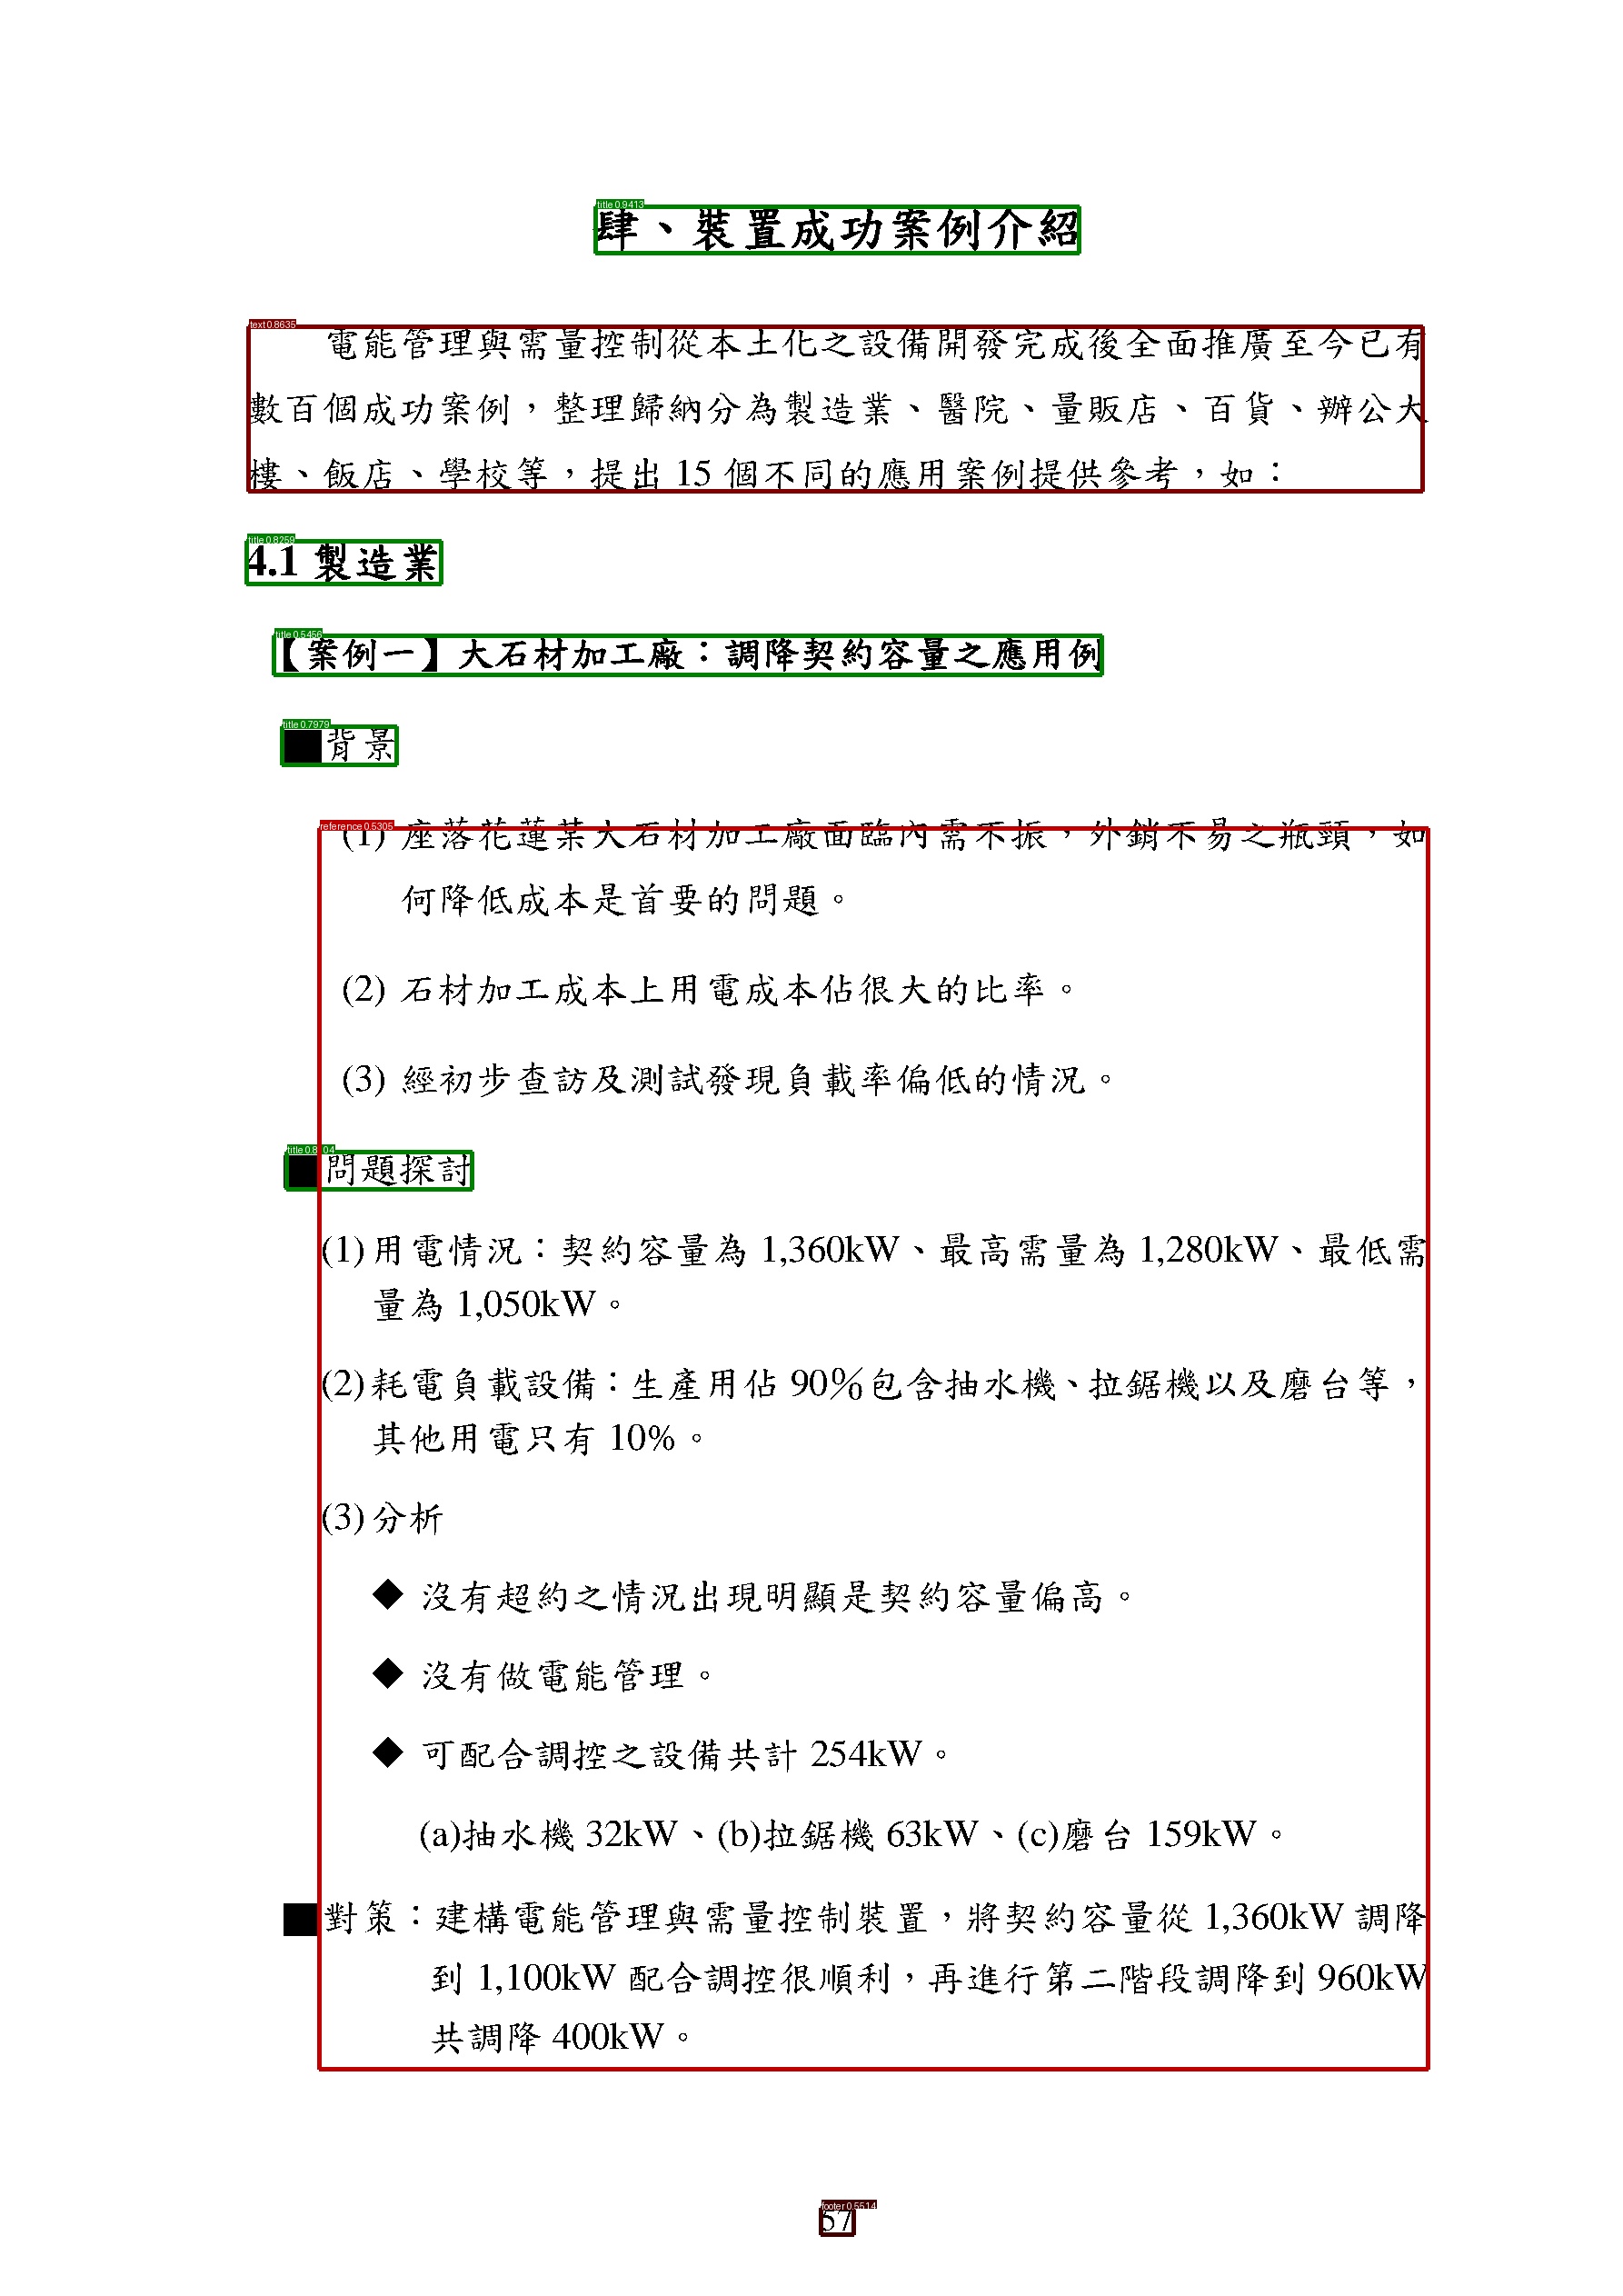 title 0.9413
肆、裝置成功案例介紹
text 0.8635
電能管理與需量控制從本土化之設備開發完成後全面推廣至今已有
數百個成功案例，整理歸納分為製造業、醫院、量販店、百貨、辦公大
樓、飯店、學校等，提出 15 個不同的應用案例提供參考，如：
title 0.8259
4.1 製造業
title 0.5456
【案例一】大石材加工廠：調降契約容量之應用例
title 0.7979
■背景
reference 0.5305
(1) 座落花蓮某大石材加工廠面臨內需不振，外銷不易之瓶頸，如
何降低成本是首要的問題。
(2) 石材加工成本上用電成本佔很大的比率。
(3) 經初步查訪及測試發現負載率偏低的情況。
■問題探討
(1)用電情況：契約容量為 1,360kW、最高需量為 1,280kW、最低需
量為 1,050kW。
(2)耗電負載設備：生產用佔 90％包含抽水機、拉鋸機以及磨台等，
其他用電只有 10%。
(3)分析
◆ 沒有超約之情況出現明顯是契約容量偏高。
◆ 沒有做電能管理。
◆ 可配合調控之設備共計 254kW。
(a)抽水機 32kW、(b)拉鋸機 63kW、(c)磨台 159kW。
■對策：建構電能管理與需量控制裝置，將契約容量從 1,360kW 調降
到 1,100kW 配合調控很順利，再進行第二階段調降到 960kW
共調降 400kW。
footer 0.5514
57